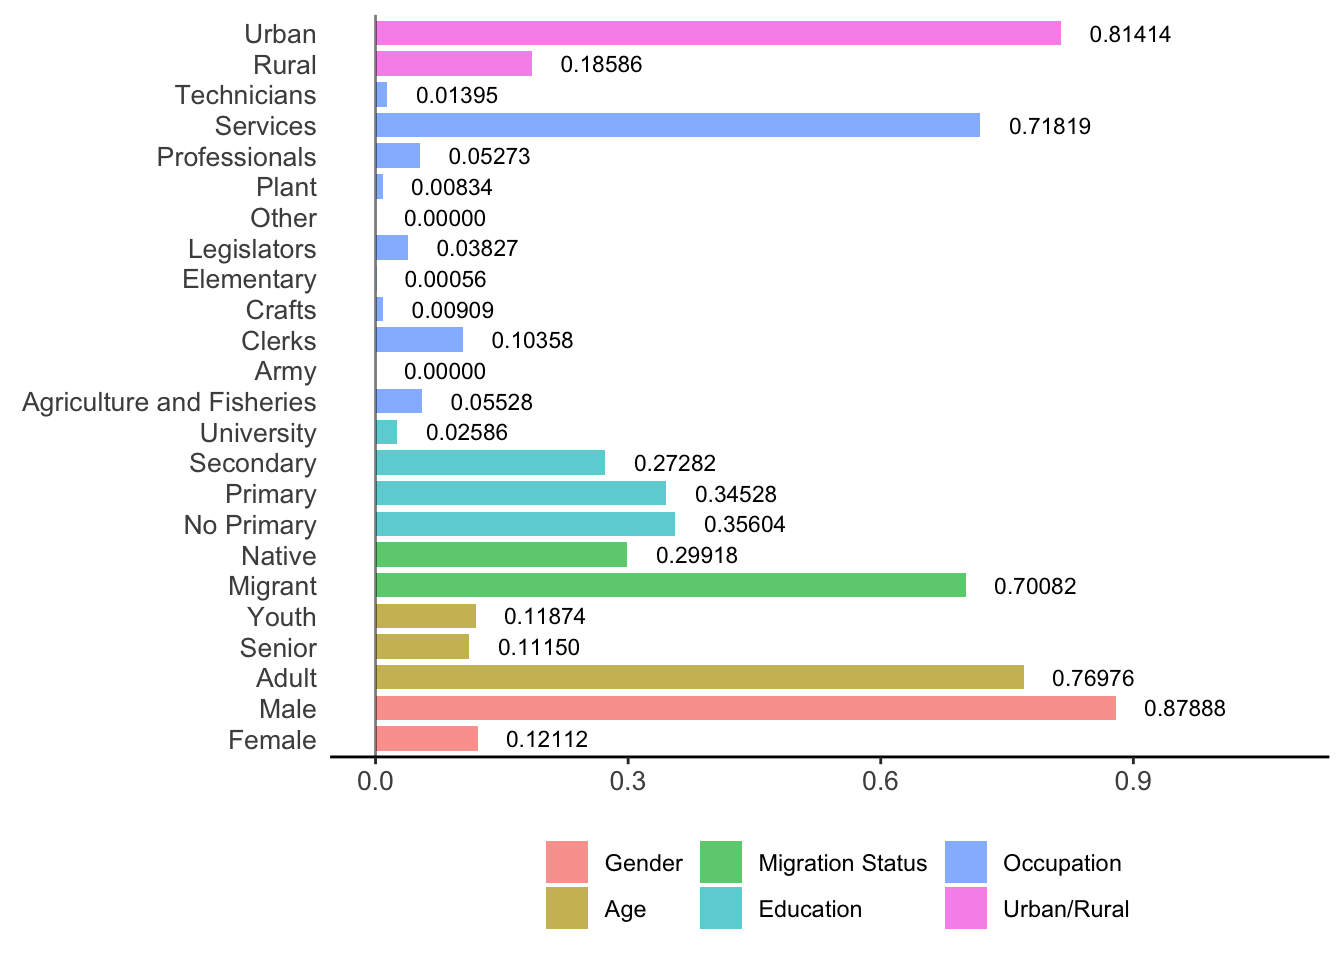 Urban 0.81414
Rural 0.18586
Technicians 0.01395
Services 0.71819
Professionals 0.05273
Plant 0.00834
Other 0.00000
Legislators 0.03827
Elementary 0.00056
Crafts 0.00909
Clerks 0.10358
Army 0.00000
Agriculture and Fisheries 0.05528
University 0.02586
Secondary 0.27282
Primary 0.34528
No Primary 0.35604
Native 0.29918
Migrant 0.70082
Youth 0.11874
Senior 0.11150
Adult 0.76976
Male 0.87888
Female 0.12112
0.0 0.3 0.6 0.9
Gender Migration Status Occupation
Age Education Urban/Rural